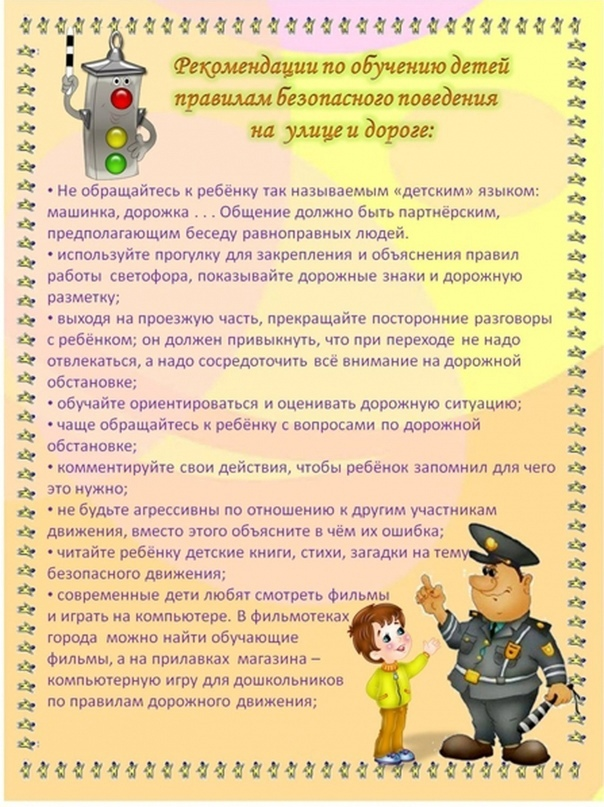 Рекомендации по обучению детей
правилам безопасного поведения
на улице и дороге:
• Не обращайтесь к ребёнку так называемым «детским» языком:
машинка, дорожка . . . Общение должно быть партнёрским,
предполагающим беседу равноправных людей.
• используйте прогулку для закрепления и объяснения правил
работы светофора, показывайте дорожные знаки и дорожную
разметку;
• выходя на проезжую часть, прекращайте посторонние разговоры
с ребёнком; он должен привыкнуть, что при переходе не надо
отвлекаться, а надо сосредоточить всё внимание на дорожной
обстановке;
• обучайте ориентироваться и оценивать дорожную ситуацию;
• чаще обращайтесь к ребёнку с вопросами по дорожной
обстановке;
• комментируйте свои действия, чтобы ребёнок запомнил для чего
это нужно;
• не будьте агрессивны по отношению к другим участникам
движения, вместо этого объясните в чём их ошибка;
• читайте ребёнку детские книги, стихи, загадки на тему
безопасного движения;
• современные дети любят смотреть фильмы
и играть на компьютере. В фильмотеках
города можно найти обучающие
фильмы, а на прилавках магазина –
компьютерную игру для дошкольников
по правилам дорожного движения;